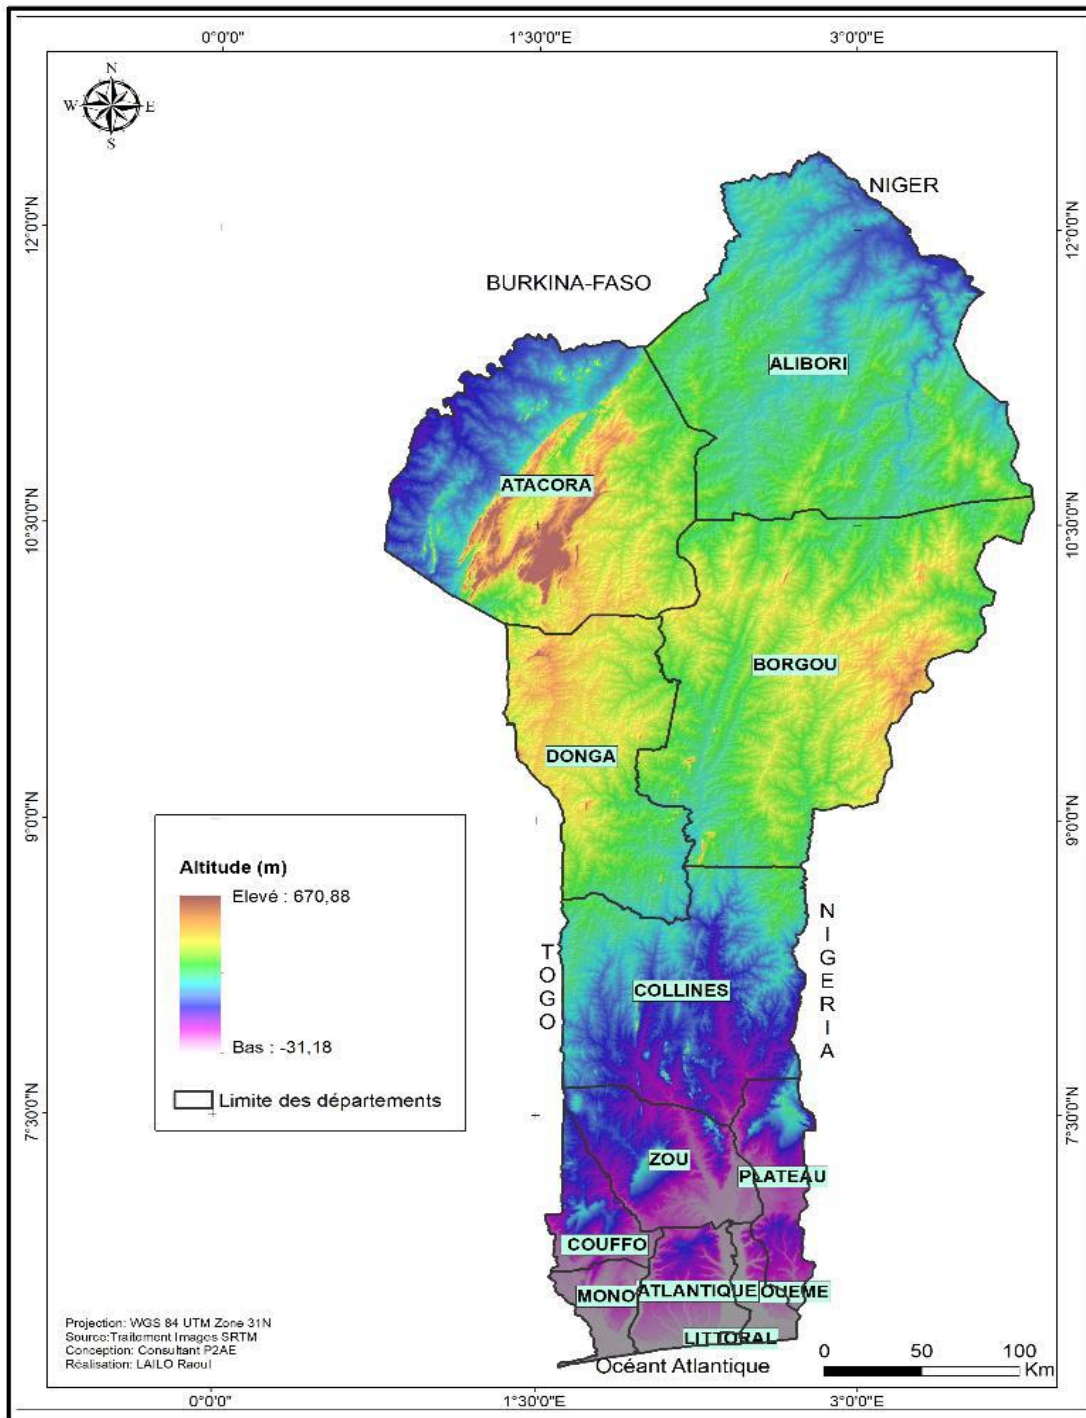 0°0'0"
1°30'0"E
3°0'0"E
N
W
E
S
12°0'0"N
12°0'0"N
NIGER
BURKINA-FASO
ALIBORI
ATACORA
10°30'0"N
10°30'0"N
BORGOU
DONGA
9°0'0"N
9°0'0"N
Altitude (m)
Elevé : 670,88
Bas : -31,18
Limite des départements
TOGO
NIGERIA
COLLINES
7°30'0"N
7°30'0"N
ZOU
PLATEAU
COUFFO
MONO
ATLANTIQUE
OUEME
LITTORAL
Océant Atlantique
Projection: WGS 84 UTM Zone 31N
Source:Traitement Images SRTM
Conception: Consultant P2AE
Réalisation: LAILO Raoul
0 50 100
Km
0°0'0"
1°30'0"E
3°0'0"E